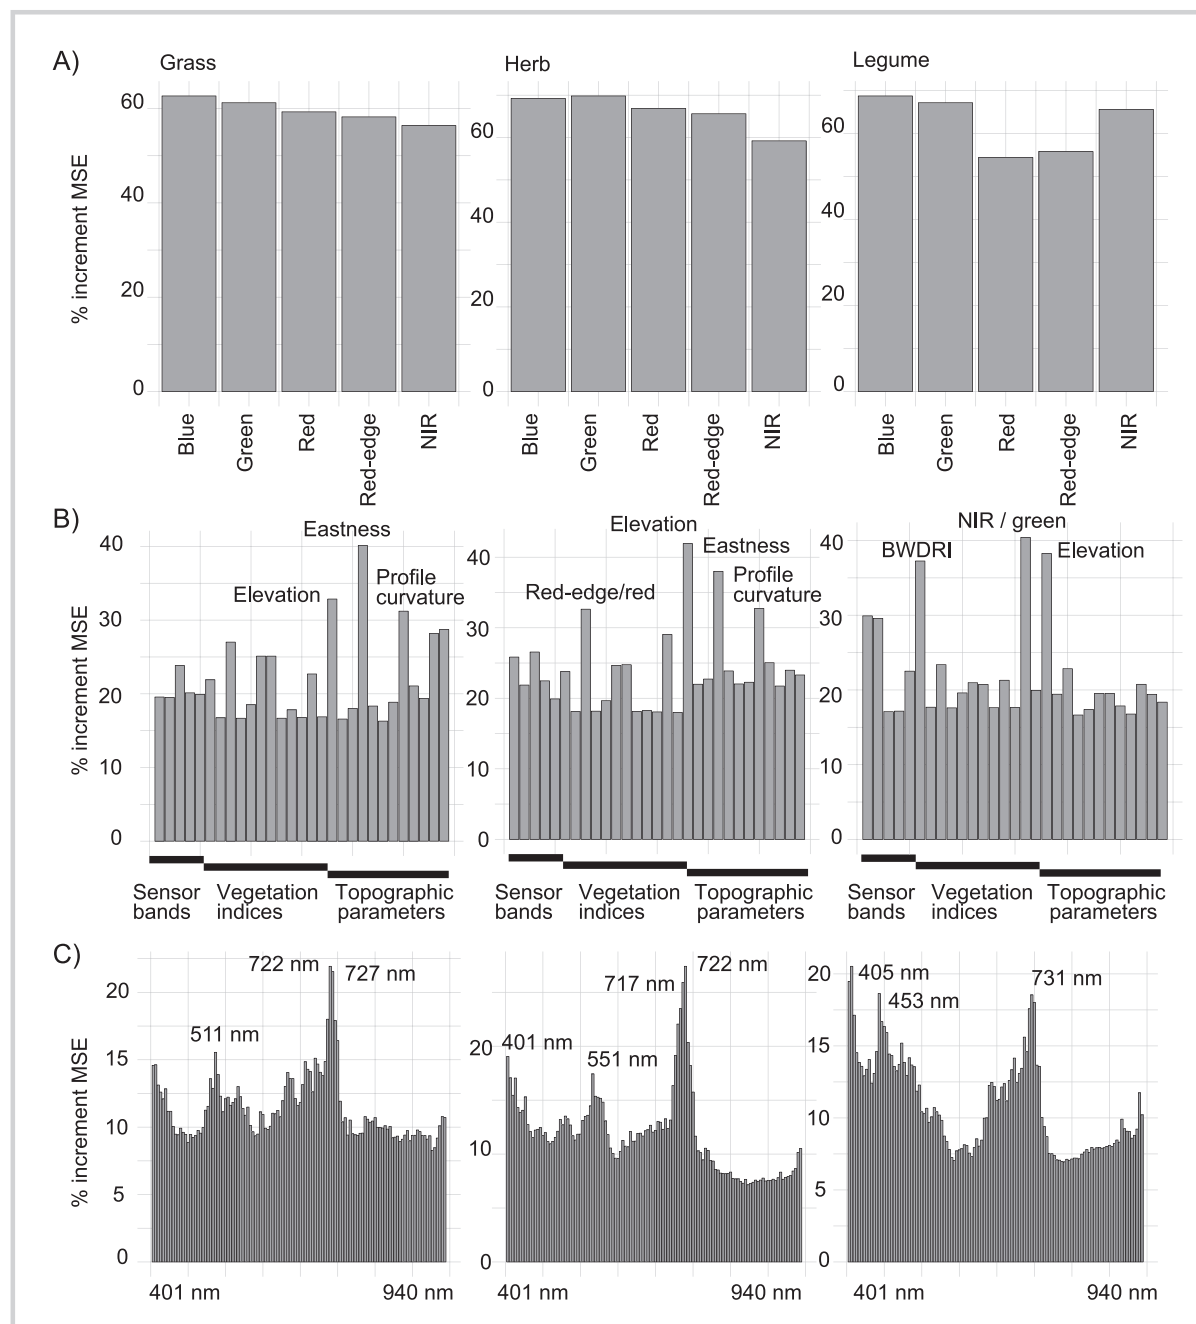 A)
Grass
Herb
Legume
% increment MSE
60
40
20
0
60
40
20
0
60
40
20
0
Blue
Green
Red
Red-edge
NIR
Blue
Green
Red
Red-edge
NIR
Blue
Green
Red
Red-edge
NIR
B)
% increment MSE
40
30
20
10
0
Eastness
Elevation
Profile
curvature
40
30
20
10
0
Elevation
Eastness
Red-edge/red
Profile
curvature
40
30
20
10
0
NIR / green
BWDRI
Elevation
Sensor
bands
Vegetation
indices
Topographic
parameters
Sensor
bands
Vegetation
indices
Topographic
parameters
Sensor
bands
Vegetation
indices
Topographic
parameters
C)
% increment MSE
20
15
10
5
0
722 nm
727 nm
511 nm
401 nm
940 nm
20
10
0
722 nm
717 nm
401 nm
551 nm
401 nm
940 nm
20
15
10
5
0
405 nm
453 nm
731 nm
401 nm
940 nm